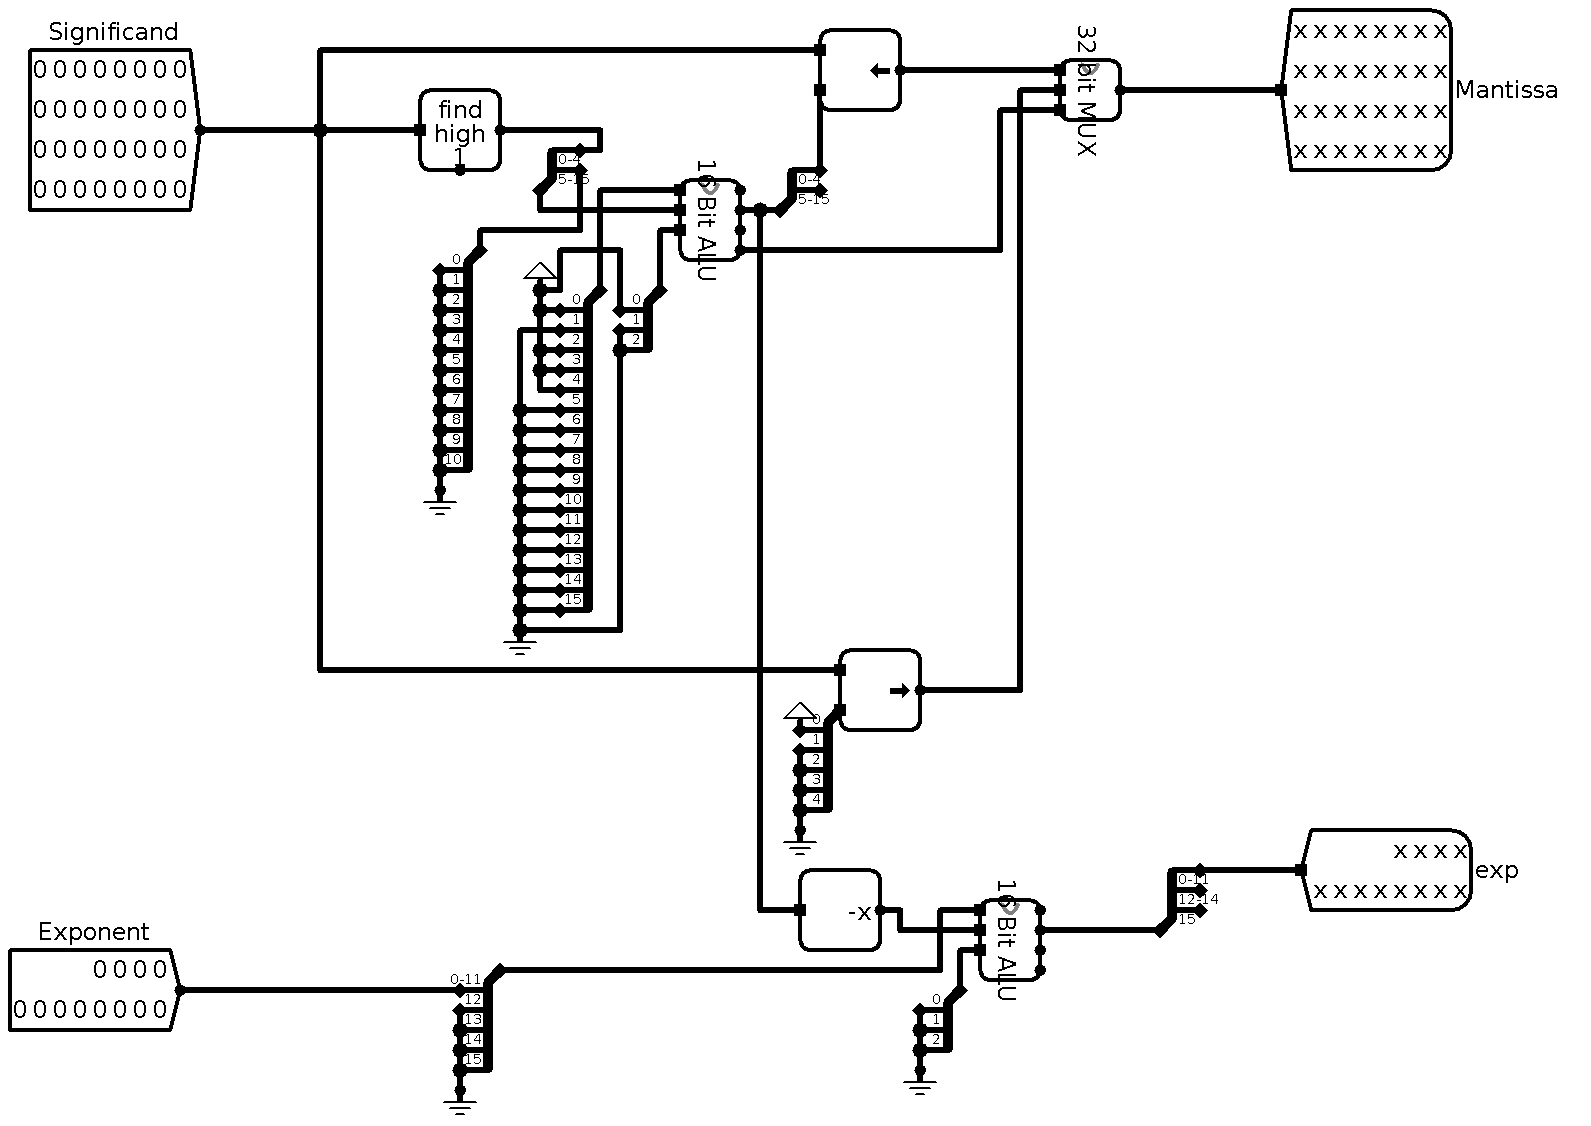 Significand
0 0 0 0 0 0 0 0
0 0 0 0 0 0 0 0
0 0 0 0 0 0 0 0
0 0 0 0 0 0 0 0
find
high
1
0-4
5-15
16 Bit ALU
0-4
5-15
32 bit MUX
x x x x x x x x
x x x x x x x x
x x x x x x x x
x x x x x x x x
Mantissa
0
1
2
3
4
5
6
7
8
9
10
0
1
2
3
4
5
6
7
8
9
10
11
12
13
14
15
0
1
2
0
1
2
3
4
-x
16 Bit ALU
0
1
2
0-11
12-14
15
x x x x
x x x x x x x x
exp
Exponent
0 0 0 0
0 0 0 0 0 0 0 0
0-11
12
13
14
15